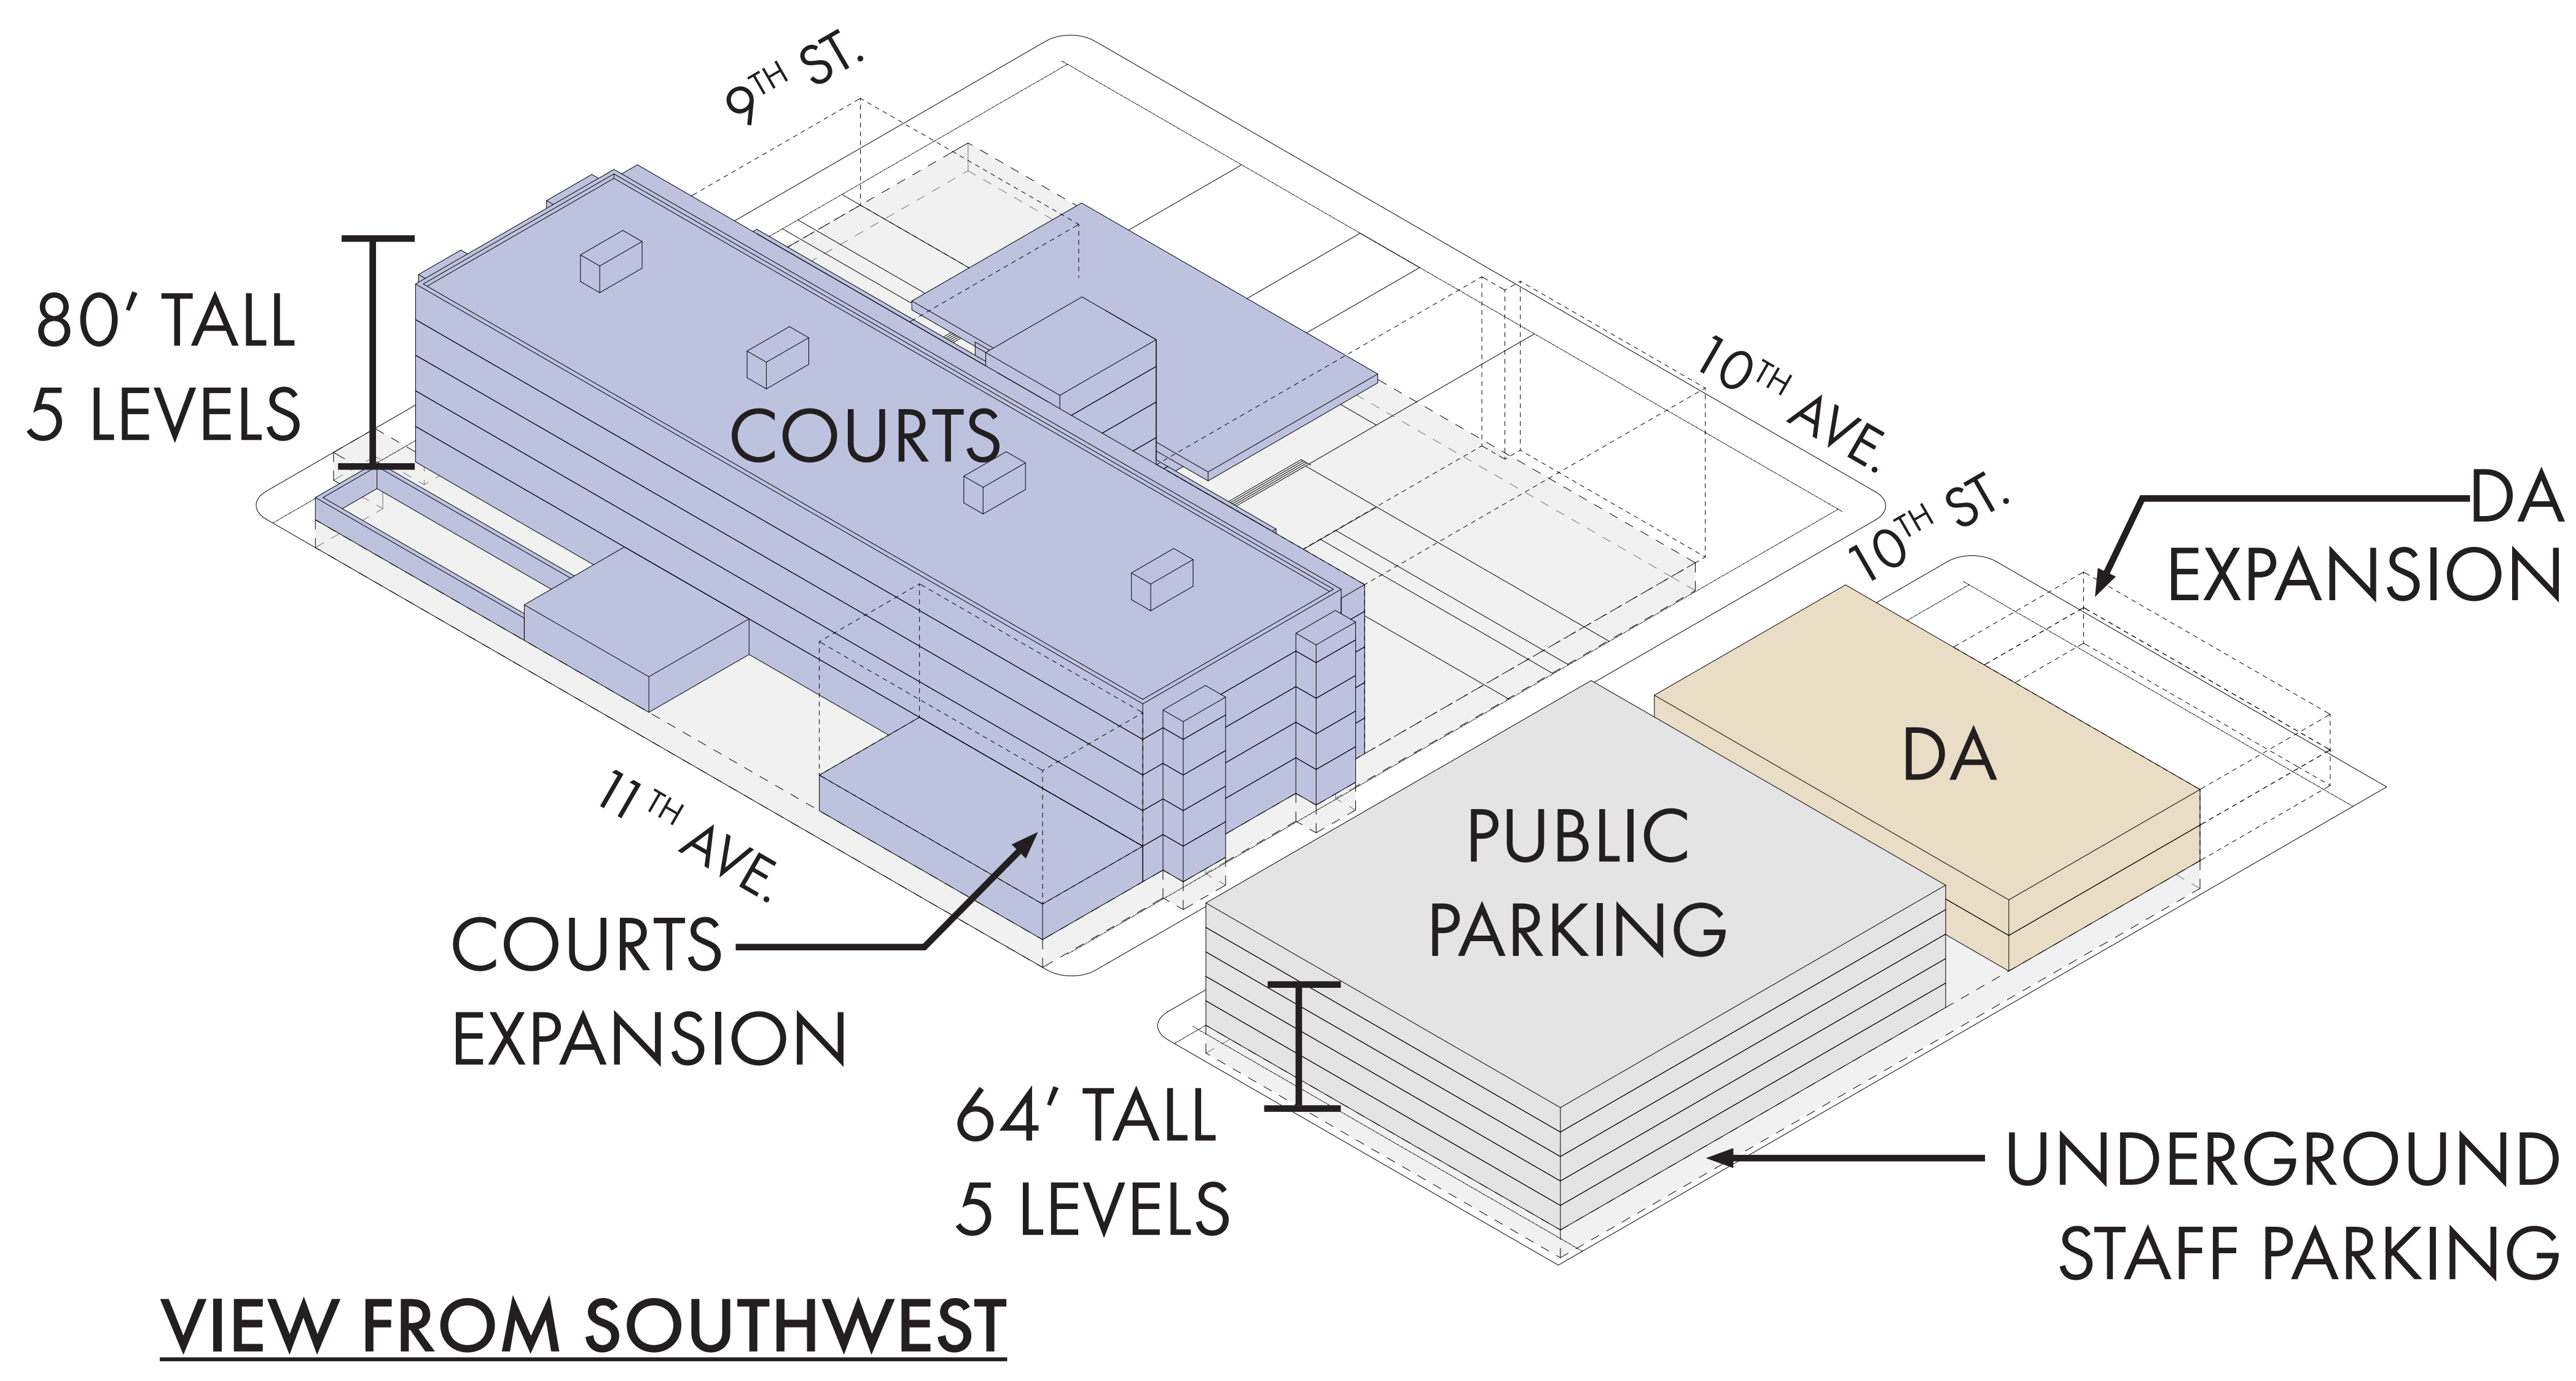 9TH ST.
80′ TALL
5 LEVELS
COURTS
10TH AVE.
10TH ST.
DA
EXPANSION
DA
PUBLIC
PARKING
11TH AVE.
COURTS
EXPANSION
64′ TALL
5 LEVELS
UNDERGROUND
STAFF PARKING
VIEW FROM SOUTHWEST